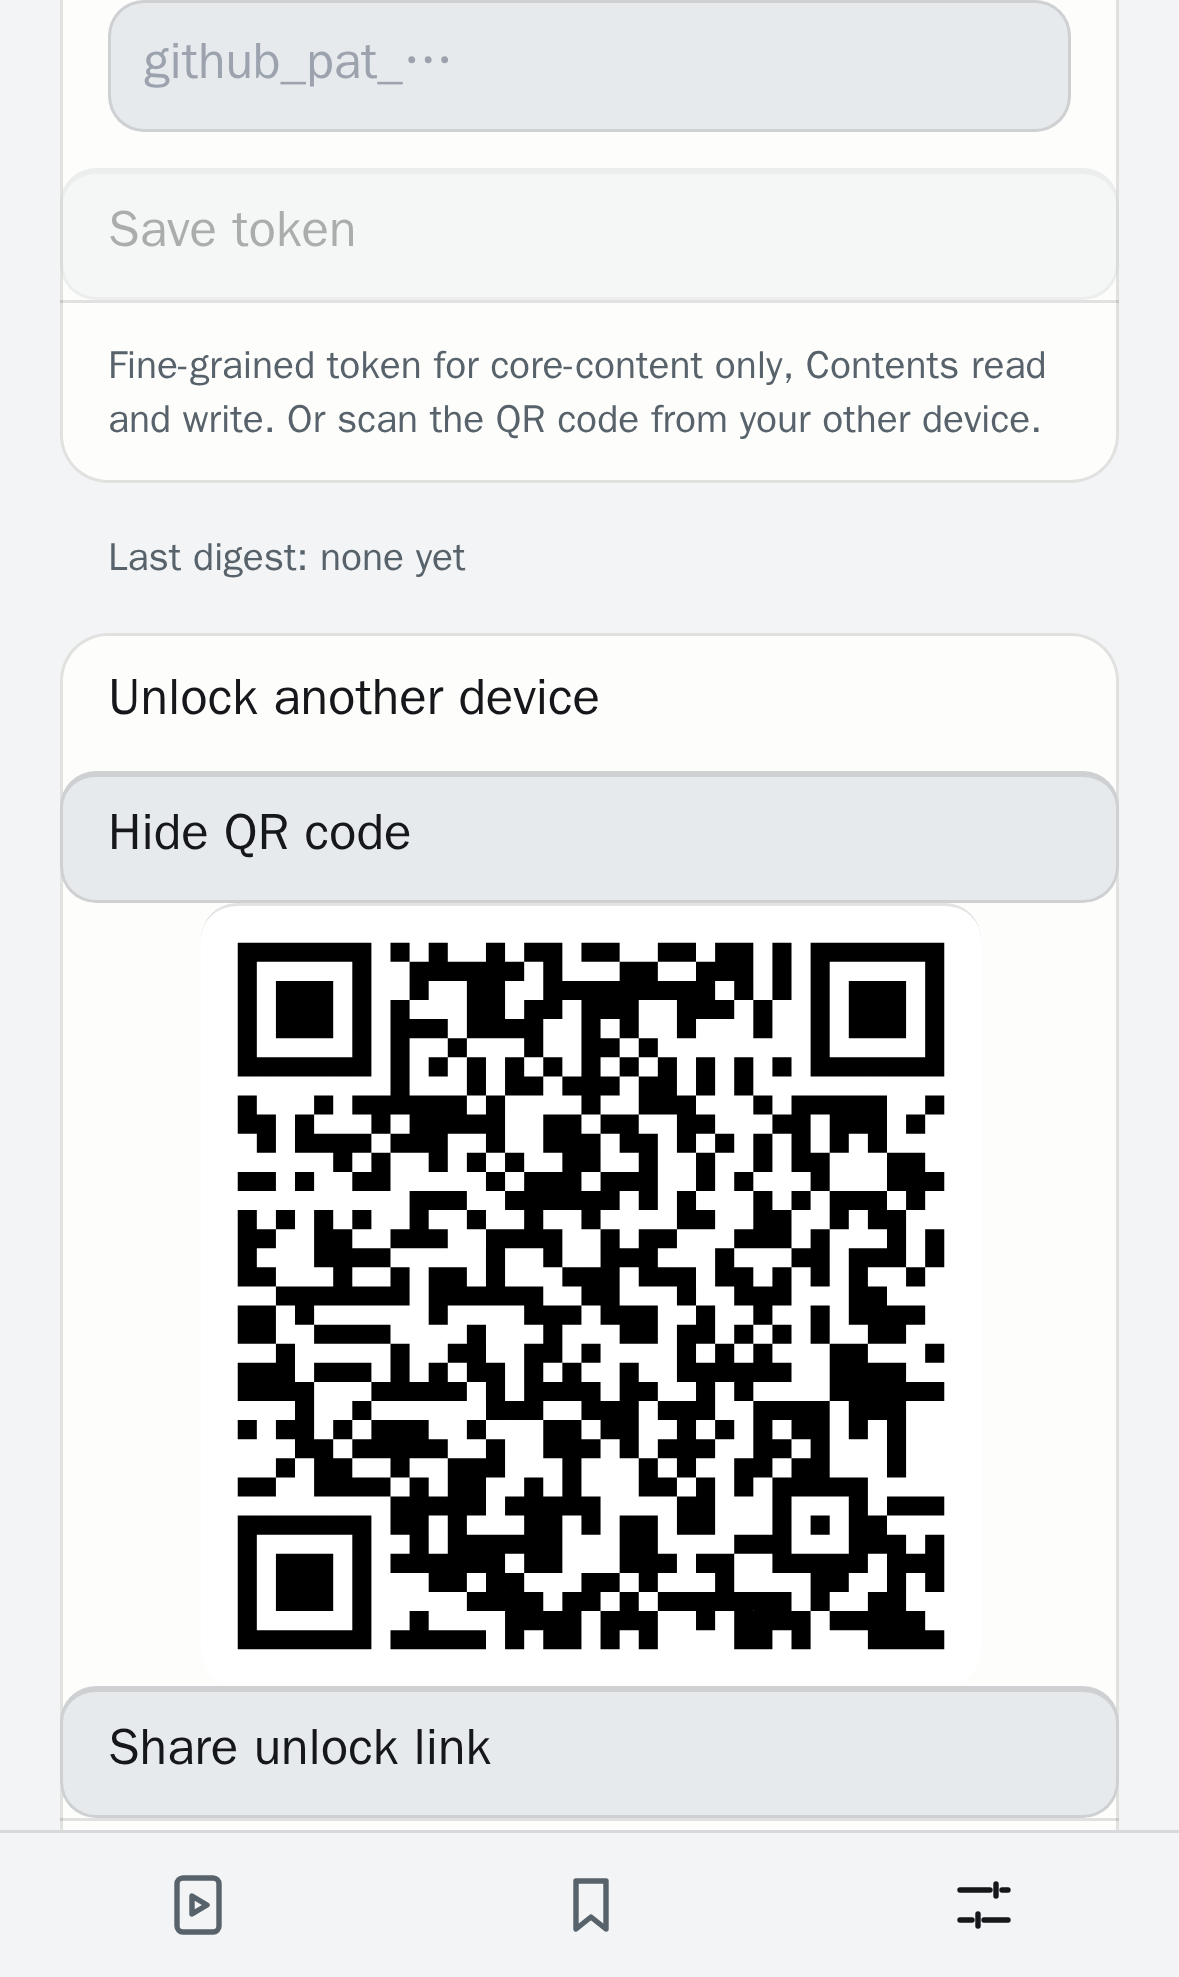 github_pat_···
Save token
Fine-grained token for core-content only, Contents read
and write. Or scan the QR code from your other device.
Last digest: none yet
Unlock another device
Hide QR code
Share unlock link